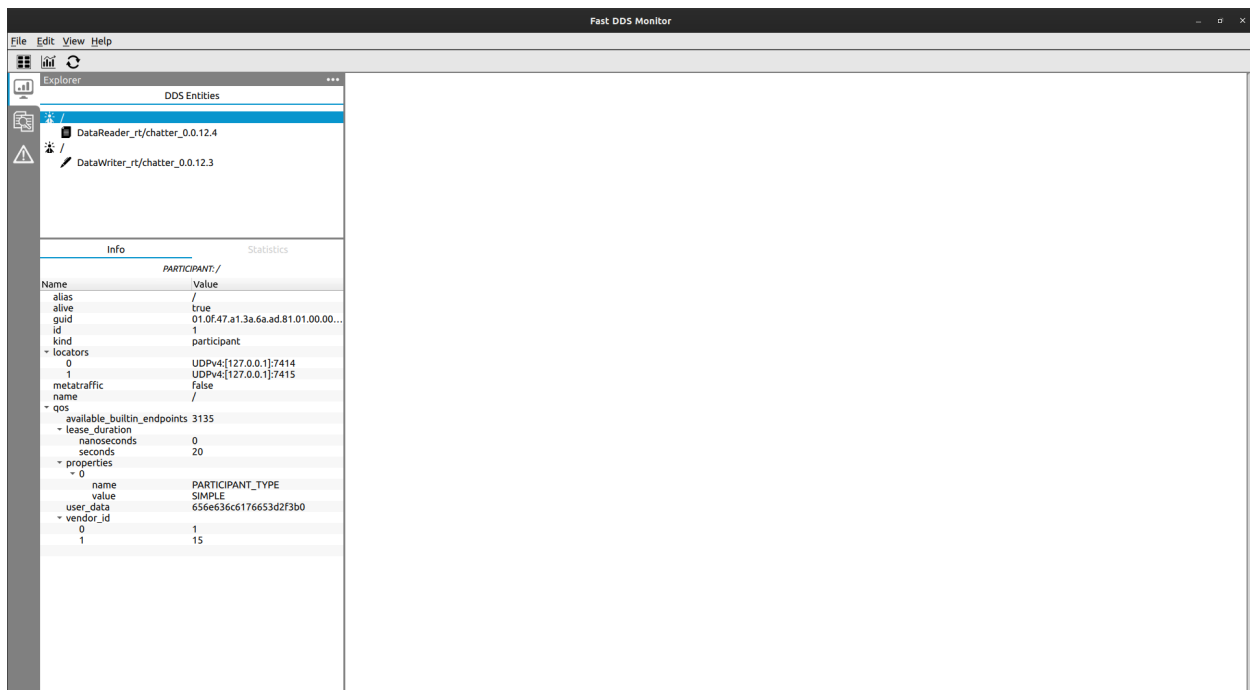 Fast DDS Monitor
File Edit View Help
Explorer
DDS Entities
/
DataReader_rt/chatter_0.0.12.4
/
DataWriter_rt/chatter_0.0.12.3
Info Statistics
PARTICIPANT: /
Name Value
alias /
alive true
guid 01.0f.47.a1.3a.6a.ad.81.01.00.00...
id 1
kind participant
locators
0 UDPv4:[127.0.0.1]:7414
1 UDPv4:[127.0.0.1]:7415
metatraffic false
name /
qos
available_builtin_endpoints 3135
lease_duration
nanoseconds 0
seconds 20
properties
0
name PARTICIPANT_TYPE
value SIMPLE
user_data 656e636c6176653d2f3b0
vendor_id
0 1
1 15